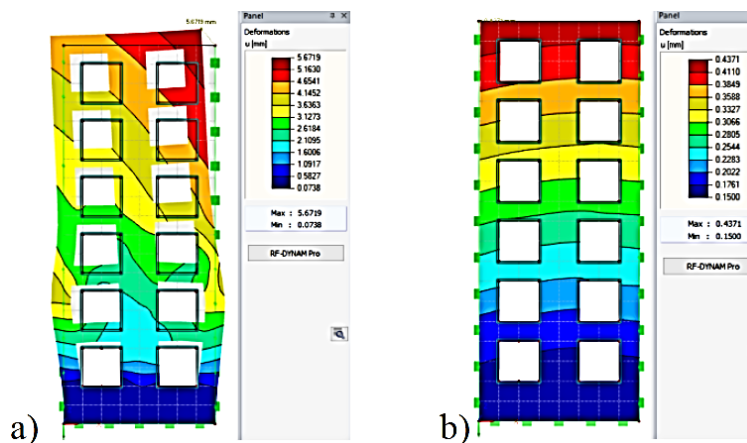 5.6719 mm
Panel
Deformations
u [mm]
5.6719
5.1630
4.6541
4.1452
3.6363
3.1273
2.6184
2.1095
1.6006
1.0917
0.5827
0.0738
Max : 5.6719
Min : 0.0738
RF-DYNAM Pro
a)
Panel
Deformations
u [mm]
0.4371
0.4110
0.3849
0.3588
0.3327
0.3066
0.2805
0.2544
0.2283
0.2022
0.1761
0.1500
Max : 0.4371
Min : 0.1500
RF-DYNAM Pro
b)